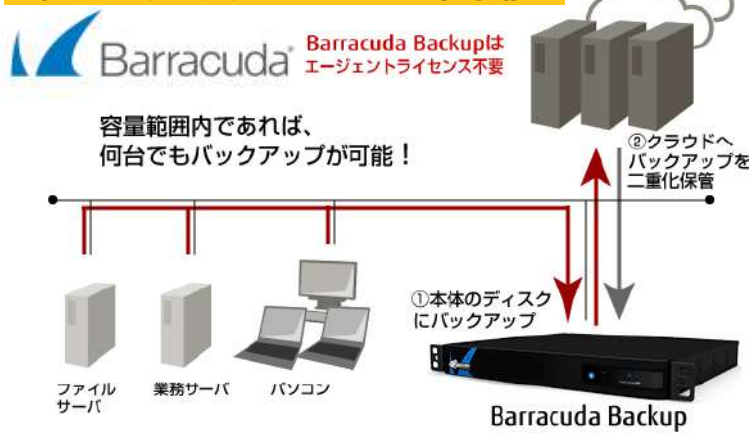 Barracuda
Barracuda Backupは
エージェントライセンス不要
容量範囲内であれば、
何台でもバックアップが可能！
②クラウドへ
バックアップを
二重化保管
①本体のディスク
にバックアップ
ファイル
サーバ
業務サーバ
パソコン
Barracuda Backup